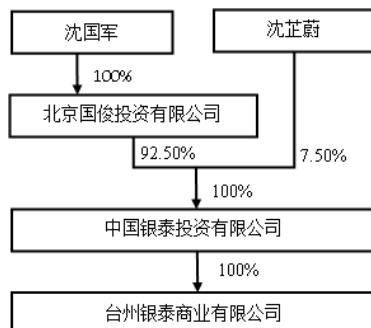 沈国军
沈芷蔚
100%
北京国俊投资有限公司
92.50%
7.50%
100%
中国银泰投资有限公司
100%
台州银泰商业有限公司